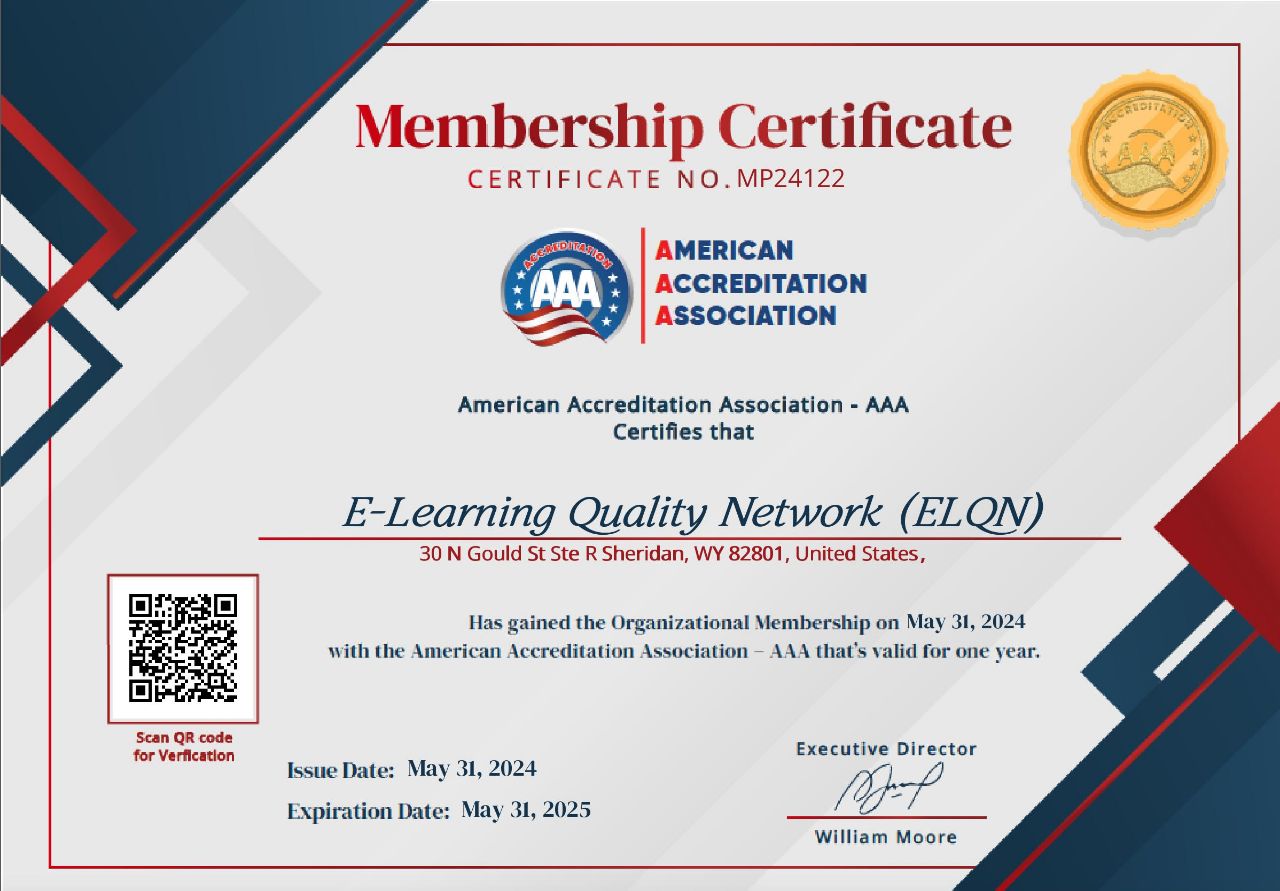 Membership Certificate
CERTIFICATE NO. MP24122
ACCREDITATION
AAA
ACCREDITATION
AAA
AMERICAN
ACCREDITATION
ASSOCIATION
American Accreditation Association - AAA
Certifies that
E-Learning Quality Network (ELQN)
30 N Gould St Ste R Sheridan, WY 82801, United States,
Has gained the Organizational Membership on May 31, 2024
with the American Accreditation Association – AAA that's valid for one year.
Scan QR code
for Verfication
Issue Date: May 31, 2024
Expiration Date: May 31, 2025
Executive Director
William Moore